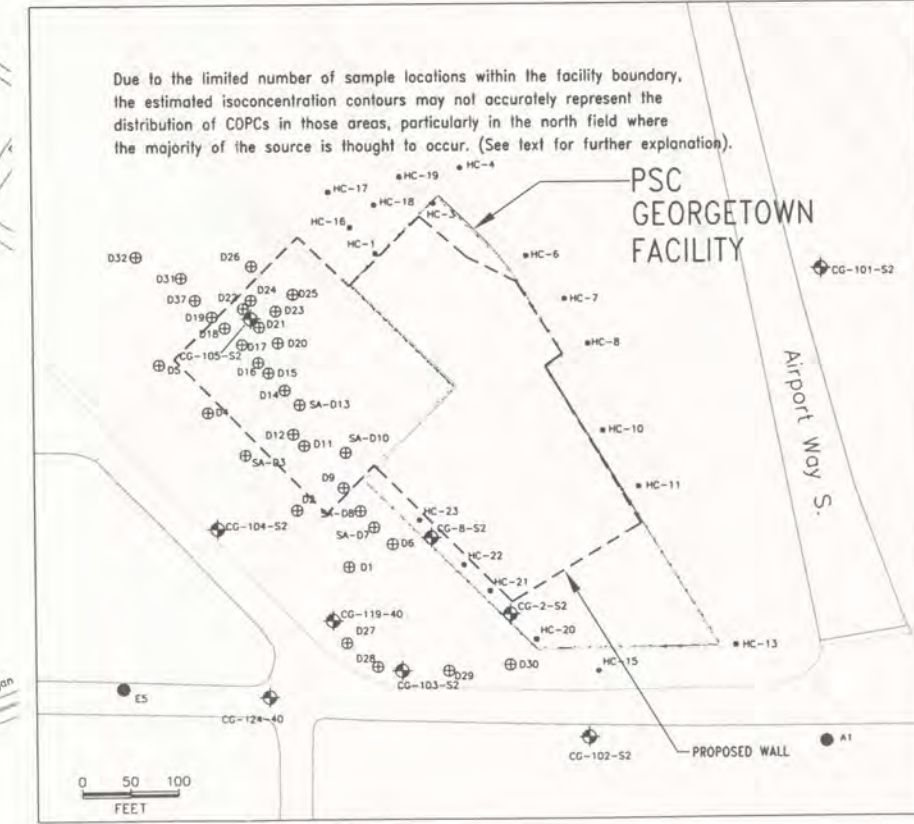 Due to the limited number of sample locations within the facility boundary,
the estimated isoconcentration contours may not accurately represent the
distribution of COPCs in those areas, particularly in the north field where
the majority of the source is thought to occur. (See text for further explanation).
HC-4
HC-19
HC-17
HC-18
HC-3
PSC
GEORGETOWN
FACILITY
HC-16
HC-1
HC-6
D32
D26
CG-101-S2
D31
D37
D24
D25
D22
D23
HC-7
D19
D18
D21
HC-8
D17
D20
CG-105-S2
D5
D16
D15
Airport Way S.
D14
SA-D13
D4
D12
D11
SA-D10
HC-10
SA-D3
D9
HC-11
D2
SA-D8
HC-23
CG-104-S2
SA-D7
CG-8-S2
D6
D1
HC-22
HC-21
CG-2-S2
CG-119-40
D27
HC-20
HC-13
D28
D29
D30
HC-15
CG-103-S2
E5
CG-124-40
CG-102-S2
PROPOSED WALL
A1
0 50 100
FEET